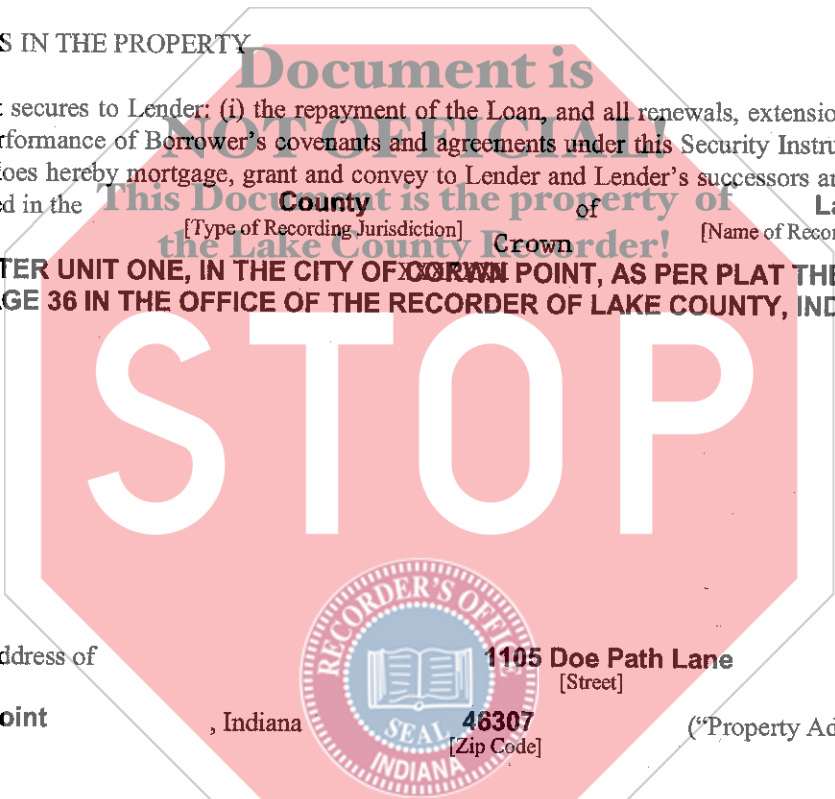 S IN THE PROPERTY
Document is
secures to Lender: (i) the repayment of the Loan, and all renewals, extensio
rformance of Borrower's covenants and agreements under this Security Instru
NOT OFFICIAL!
oes hereby mortgage, grant and convey to Lender and Lender's successors an
ed in the County of La
This Document is the property of
[Type of Recording Jurisdiction] [Name of Recor
the Lake County Recorder!
Crown
TER UNIT ONE, IN THE CITY OF CORWN POINT, AS PER PLAT THE
GE 36 IN THE OFFICE OF THE RECORDER OF LAKE COUNTY, IND
STOP
RECORDER'S OFFICE
ddress of 1105 Doe Path Lane
[Street]
oint , Indiana 46307 ("Property Ad
SEAL [Zip Code]
INDIANA